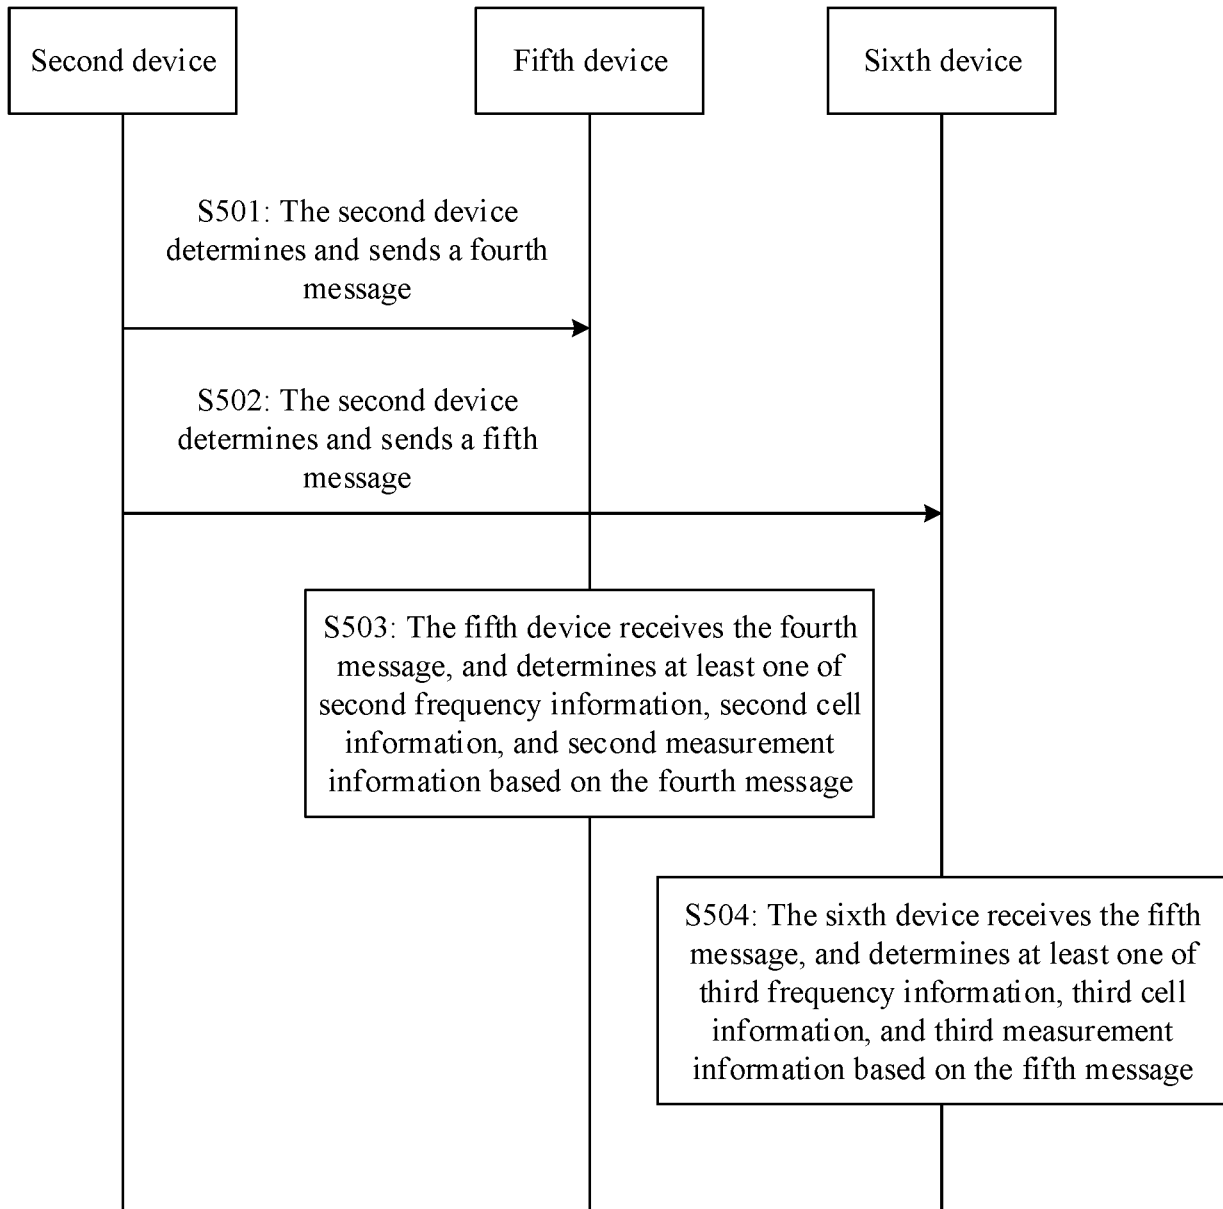 Second device
Fifth device
Sixth device
S501: The second device
determines and sends a fourth
message
S502: The second device
determines and sends a fifth
message
S503: The fifth device receives the fourth
message, and determines at least one of
second frequency information, second cell
information, and second measurement
information based on the fourth message
S504: The sixth device receives the fifth
message, and determines at least one of
third frequency information, third cell
information, and third measurement
information based on the fifth message